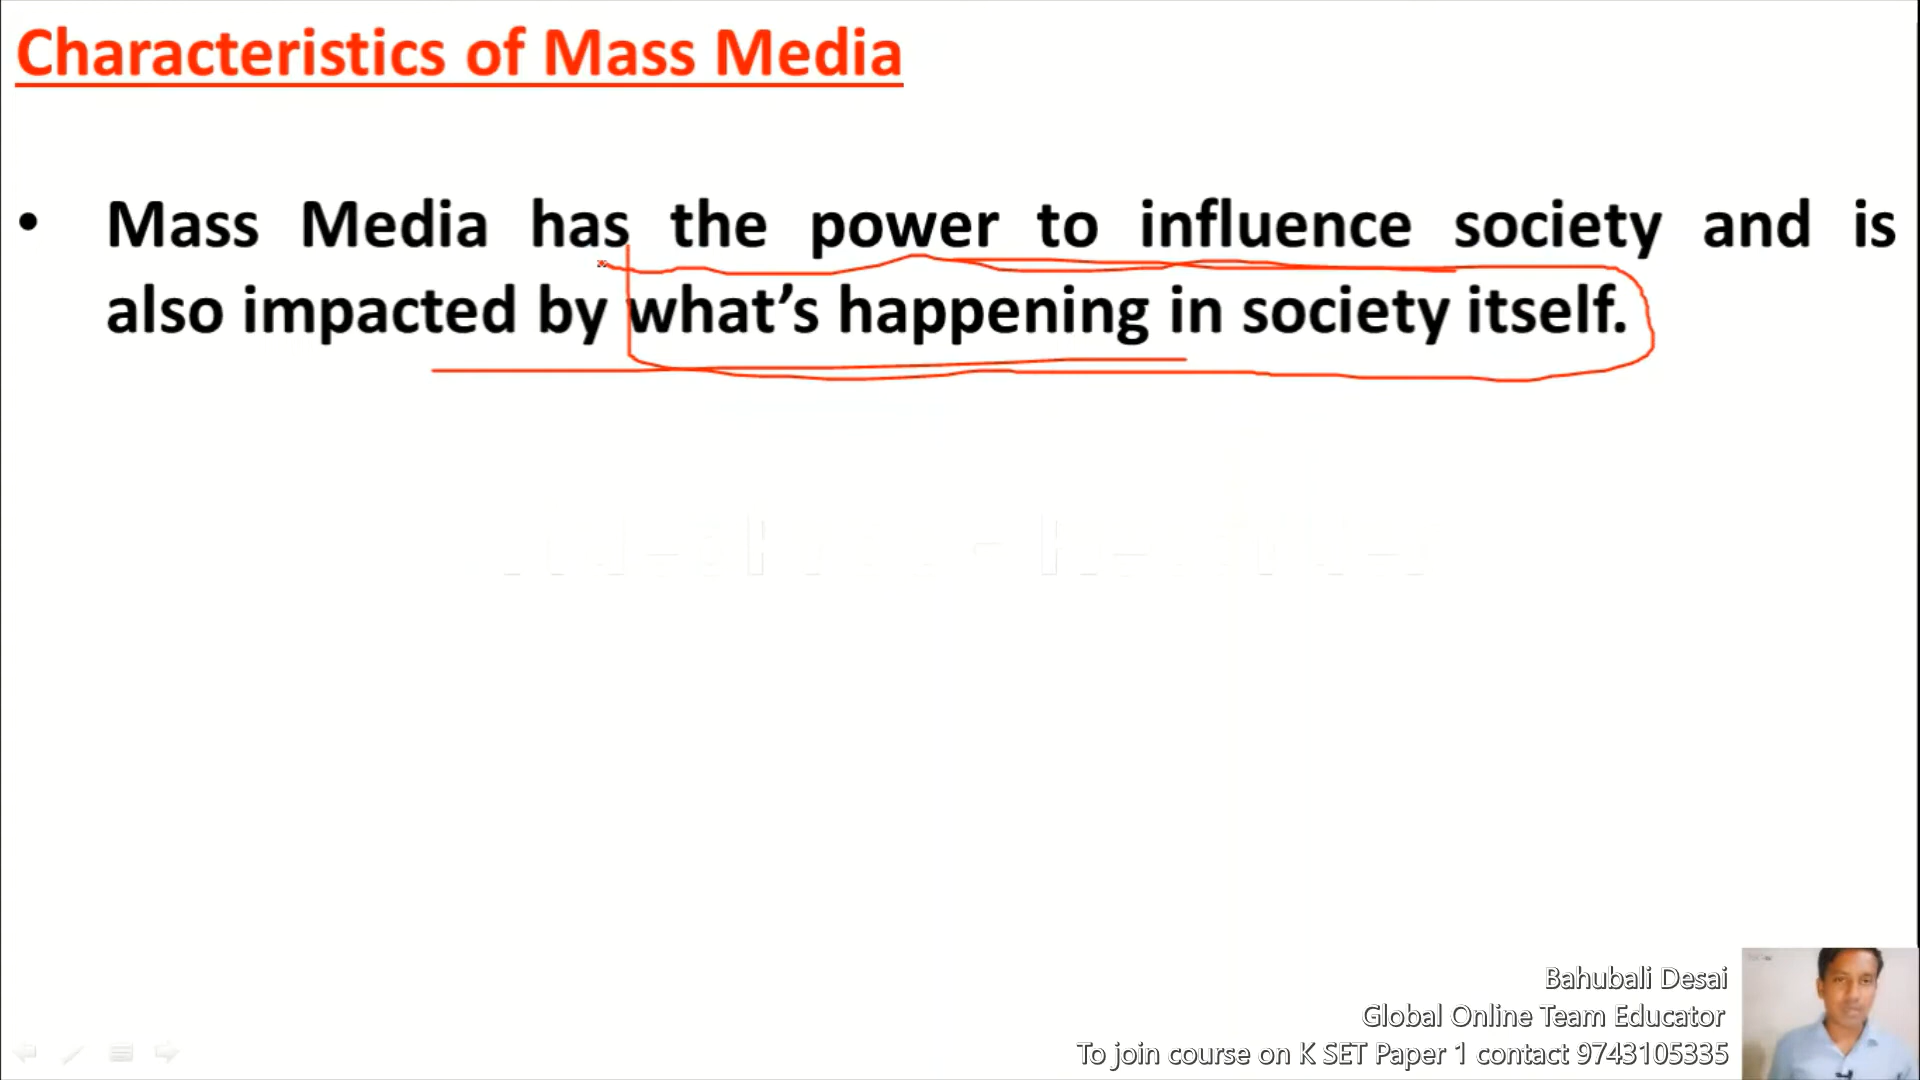 Characteristics of Mass Media
• Mass Media has the power to influence society and is
also impacted by what’s happening in society itself.
Bahubali Desai
Global Online Team Educator
To join course on K SET Paper 1 contact 9743105335